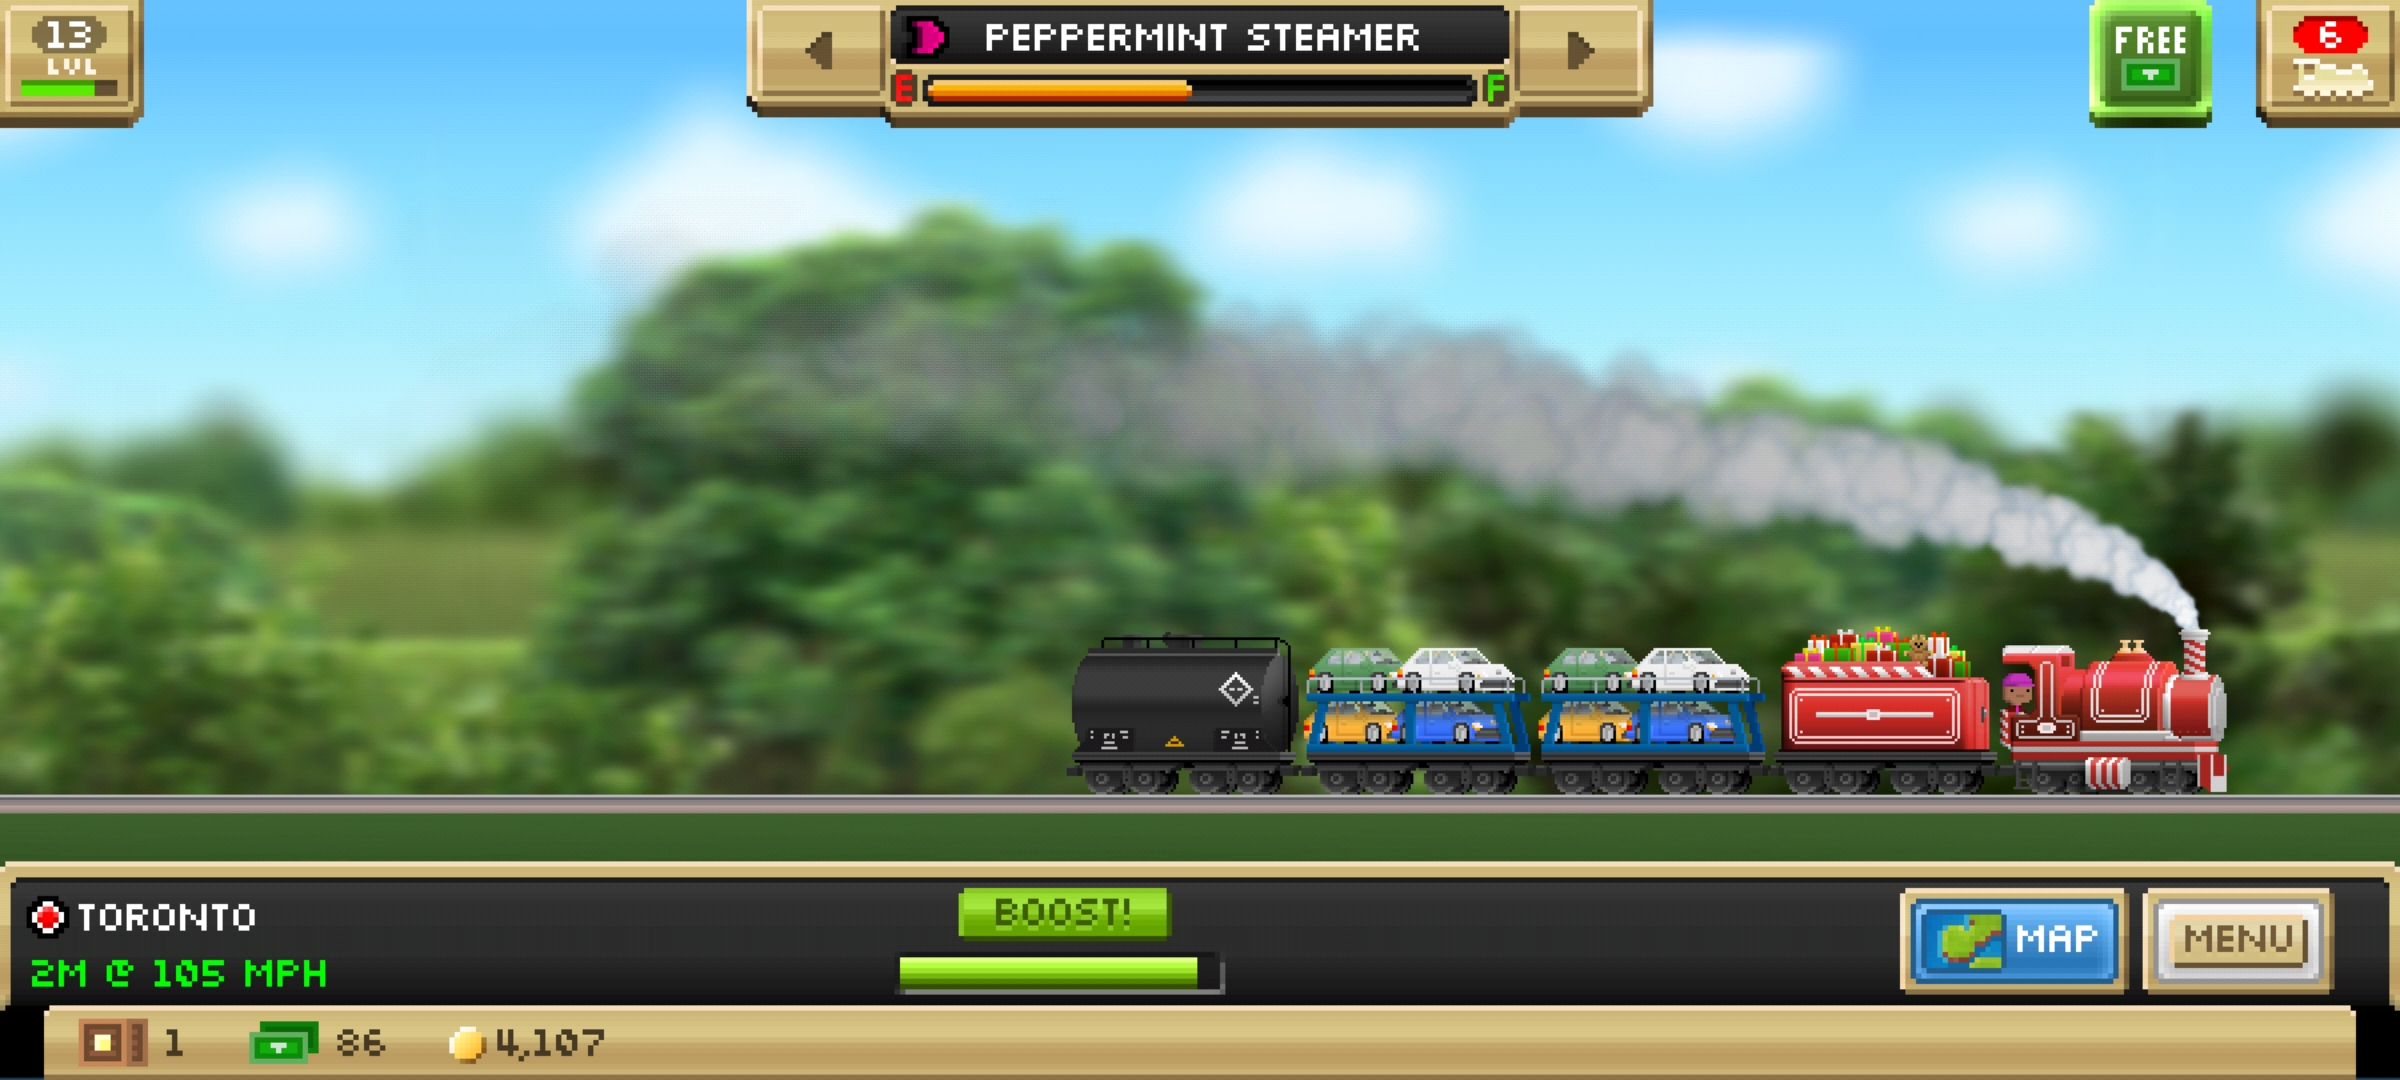 13
LVL
PEPPERMINT STEAMER
E F
FREE
6
TORONTO
2M @ 105 MPH
BOOST!
MAP
MENU
1 86 4,107